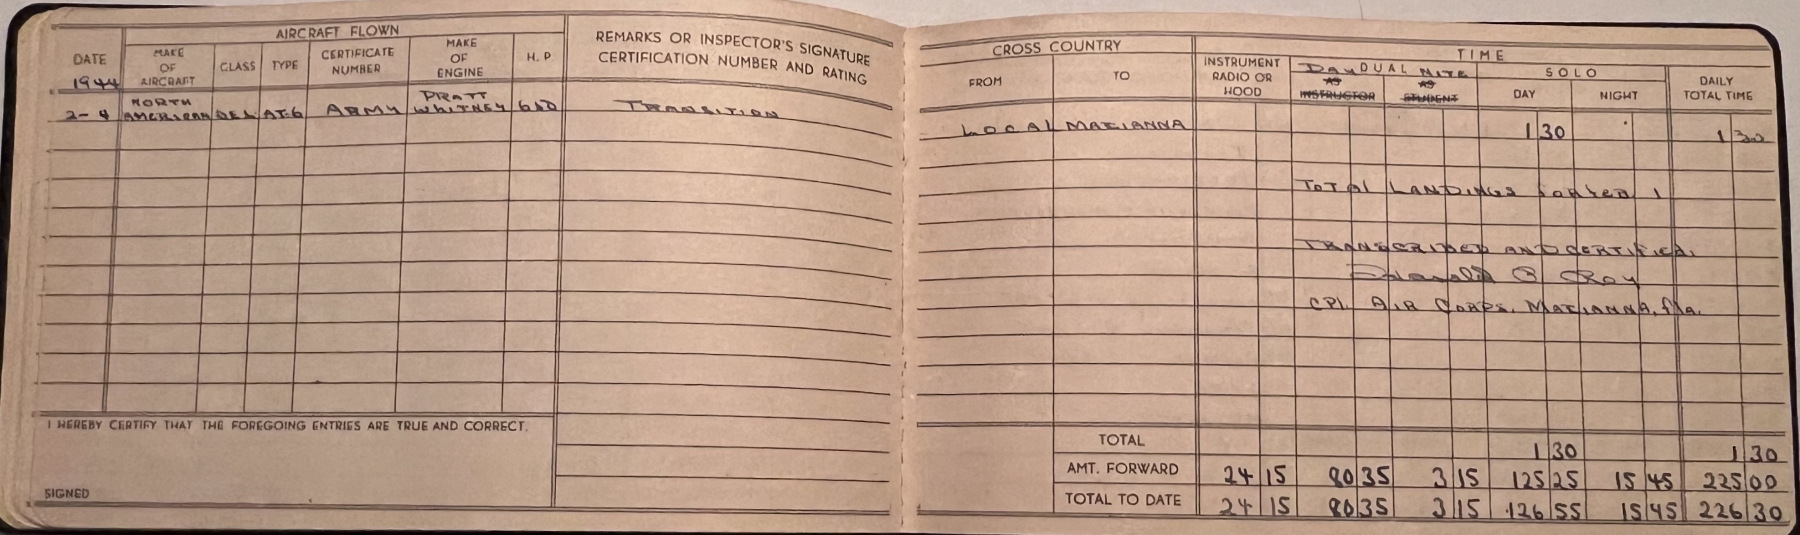 AIRCRAFT FLOWN
DATE
1944
MAKE OF AIRCRAFT
CLASS
TYPE
CERTIFICATE NUMBER
MAKE OF ENGINE
H. P
REMARKS OR INSPECTOR'S SIGNATURE
CERTIFICATION NUMBER AND RATING
2-4 NORTH AMERICAN AT-6 ARMY PRATT WHITNEY 650 TRANSITION
I HEREBY CERTIFY THAT THE FOREGOING ENTRIES ARE TRUE AND CORRECT.
SIGNED
CROSS COUNTRY
FROM
TO
INSTRUMENT RADIO OR HOOD
TIME
DAY DUAL NITE
AS INSTRUCTOR
AS STUDENT
SOLO
DAY
NIGHT
DAILY TOTAL TIME
LOCAL MARIANNA 1 30 1 30
TOTAL LANDINGS 1
TRANSCRIBED AND CERTIFIED.
CPL. AIR CORPS. MARIANNA, FLA.
TOTAL 1 30 1 30
AMT. FORWARD 24 15 80 35 3 15 125 25 15 45 225 00
TOTAL TO DATE 24 15 80 35 3 15 126 55 15 45 226 30